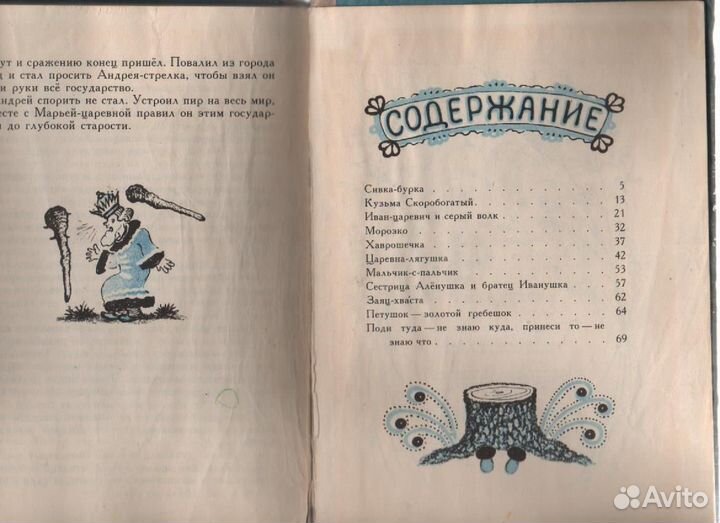 ут и сражению конец пришёл. Повалил из города
д и стал просить Андрея-стрелка, чтобы взял он
и руки всё государство.
ндрей спорить не стал. Устроил пир на весь мир,
есте с Марьей-царевной правил он этим государ-
до глубокой старости.
СОДЕРЖАНИЕ
Сивка-бурка . . . . . . . . . . . . 5
Кузьма Скоробогатый . . . . . . . . . 13
Иван-царевич и серый волк . . . . . . . 21
Морозко . . . . . . . . . . . . 32
Хаврошечка . . . . . . . . . . . 37
Царевна-лягушка . . . . . . . . . . 42
Мальчик-с-пальчик . . . . . . . . . . 53
Сестрица Алёнушка и братец Иванушка . . . 57
Заяц-хваста . . . . . . . . . . . 62
Петушок — золотой гребешок . . . . . . 64
Поди туда — не знаю куда, принеси то — не
знаю что . . . . . . . . . . . 69
Avito